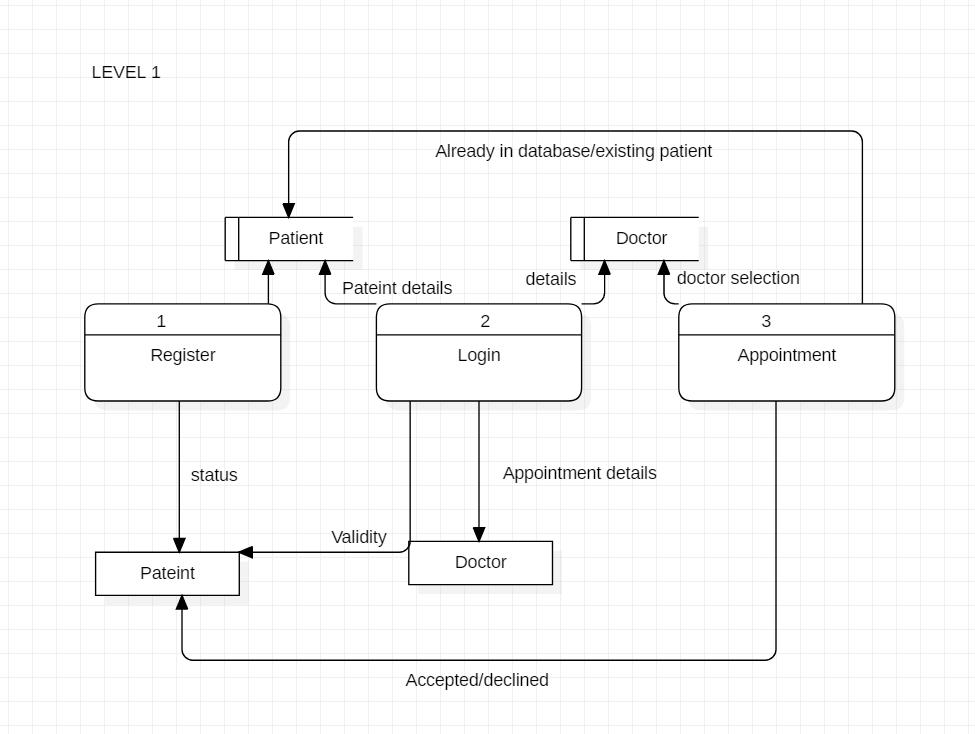 LEVEL 1
Already in database/existing patient
Patient
Doctor
Pateint details
details
doctor selection
1
2
3
Register
Login
Appointment
status
Appointment details
Validity
Pateint
Doctor
Accepted/declined